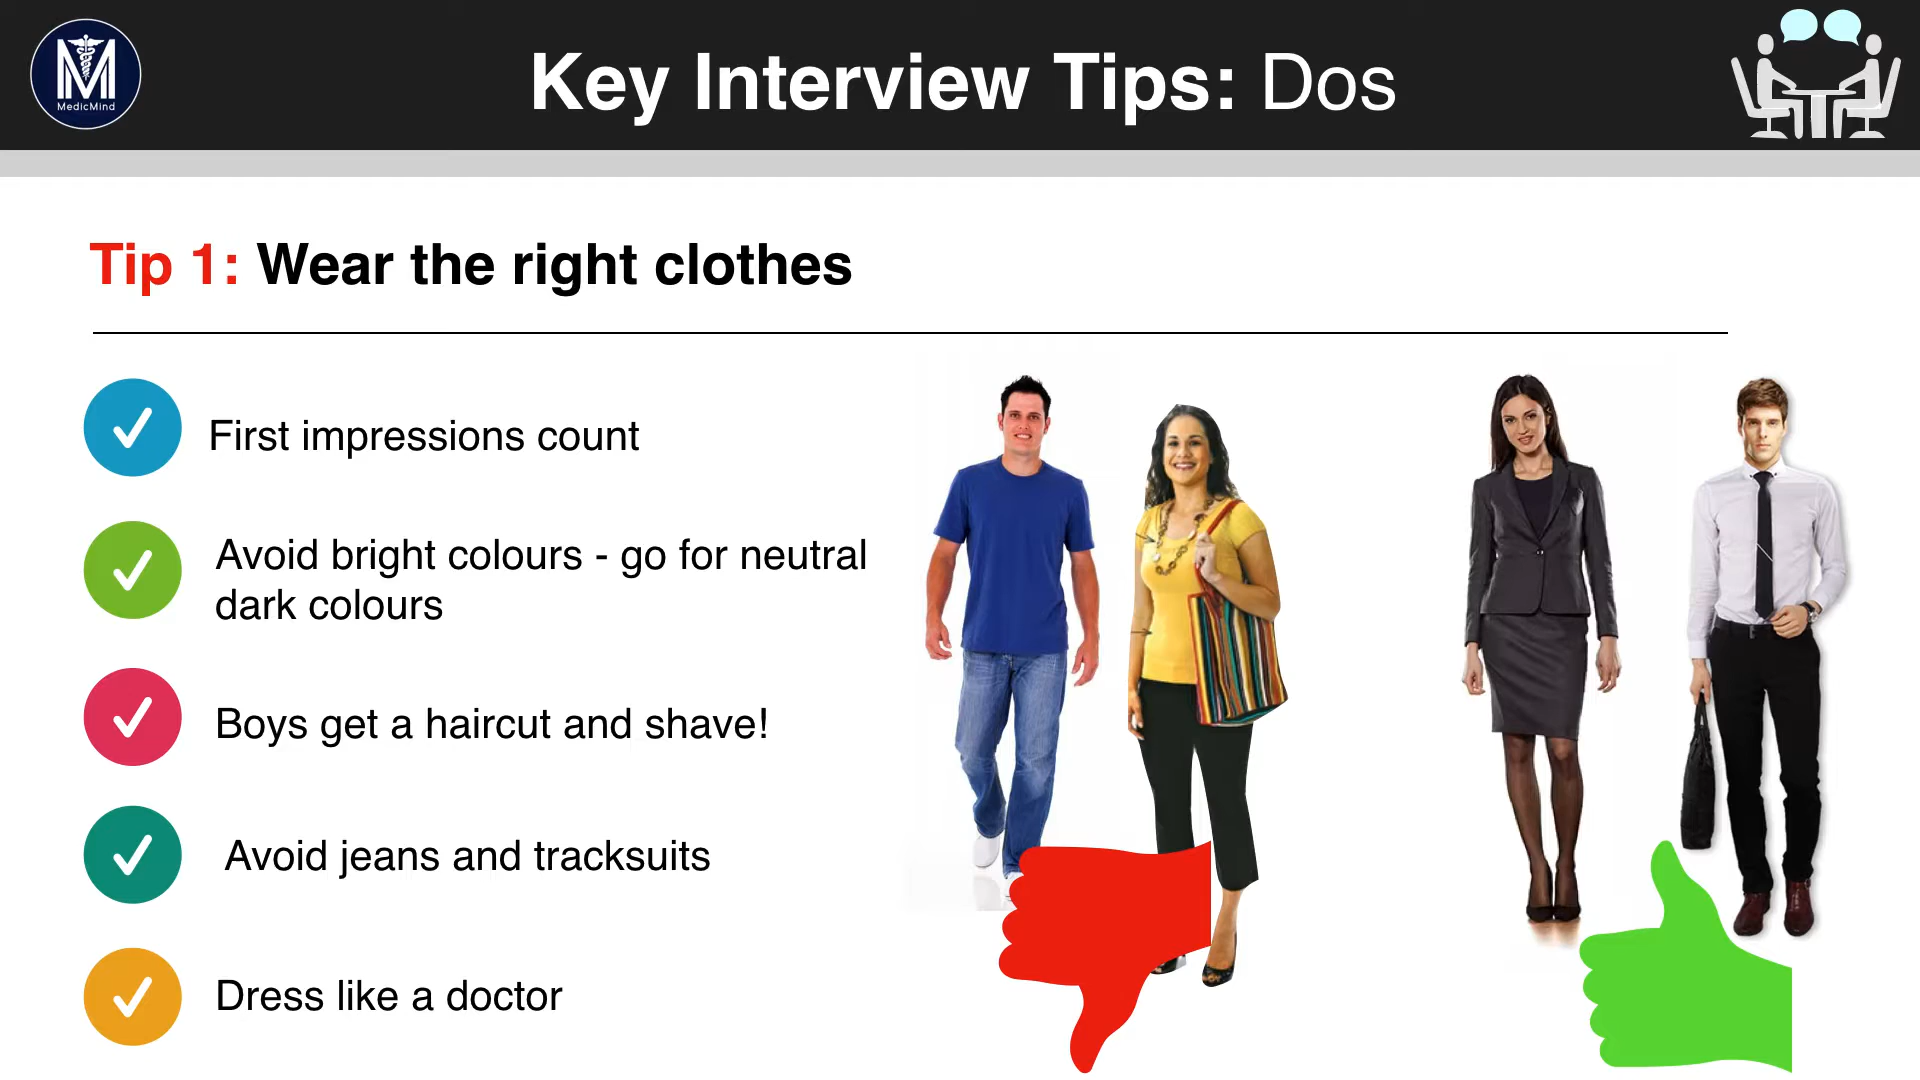 MedicMind
Key Interview Tips: Dos
Tip 1: Wear the right clothes
First impressions count
Avoid bright colours - go for neutral
dark colours
Boys get a haircut and shave!
Avoid jeans and tracksuits
Dress like a doctor